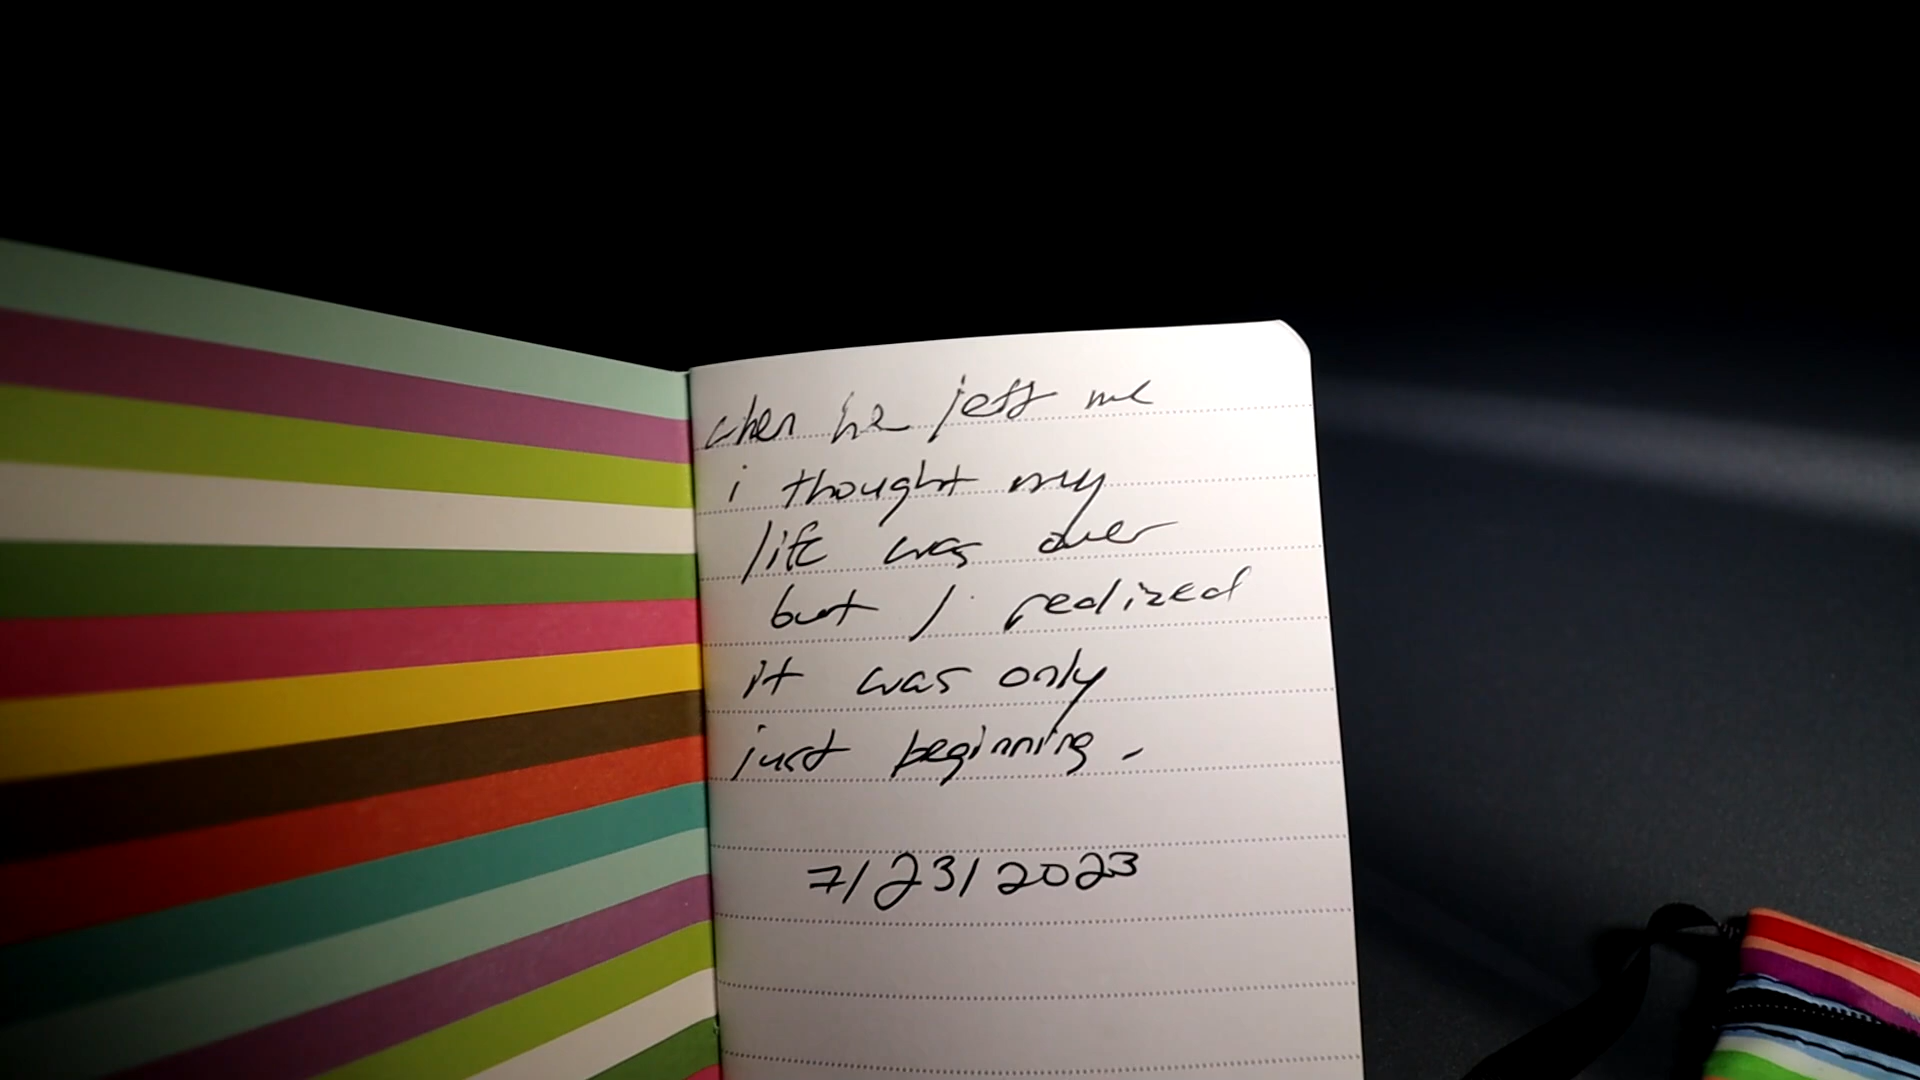 when he left me
i thought my
life was over
but I realized
it was only
just beginning.
7/23/2023